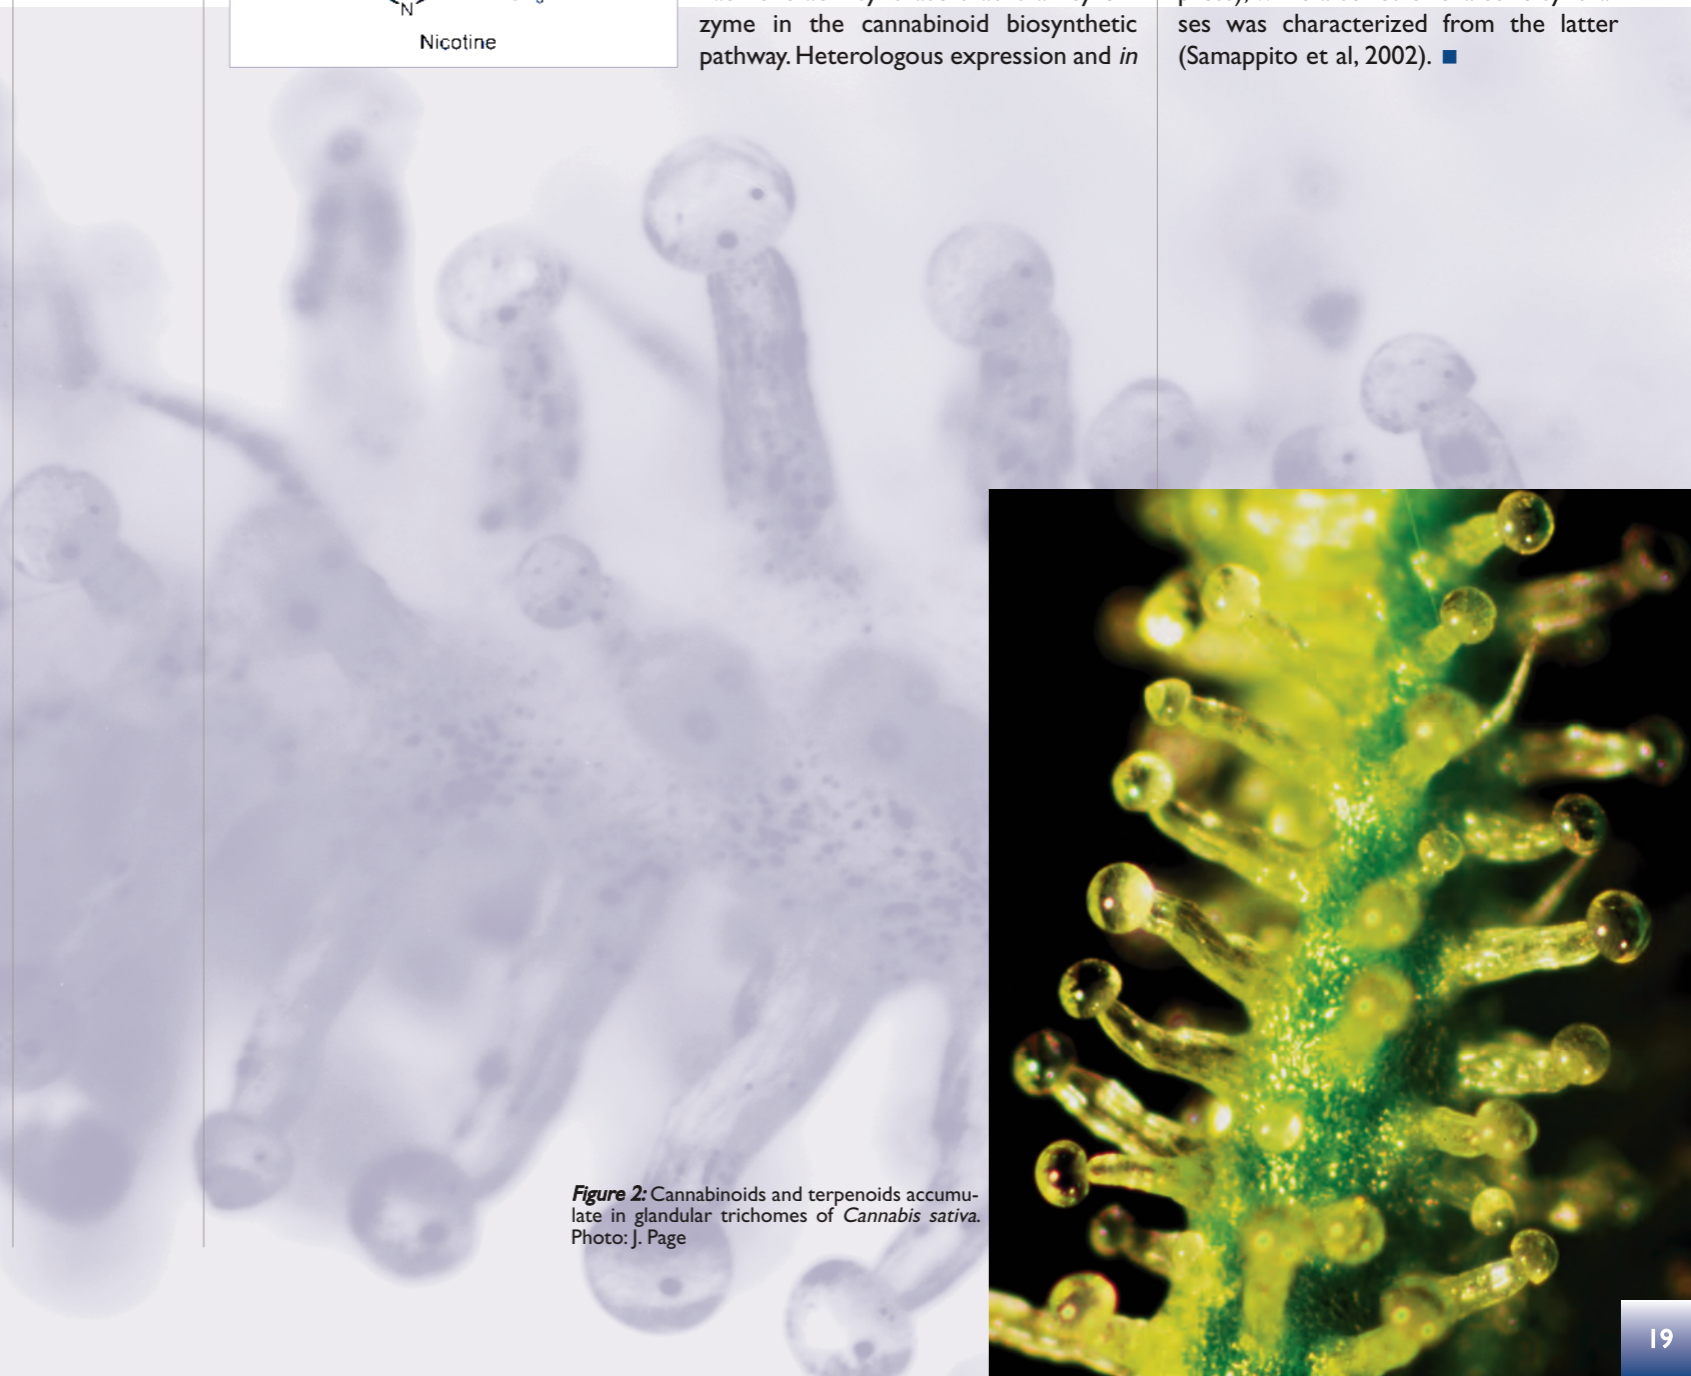 N
Nicotine
zyme in the cannabinoid biosynthetic
pathway. Heterologous expression and in
ses was characterized from the latter
(Samappito et al, 2002). ■
Figure 2: Cannabinoids and terpenoids accumu-
late in glandular trichomes of Cannabis sativa.
Photo: J. Page
19